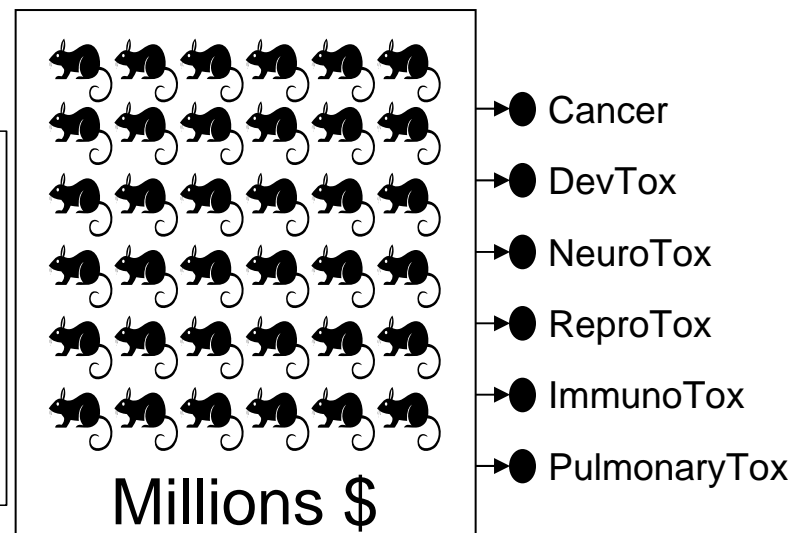 Cancer
DevTox
NeuroTox
ReproTox
ImmunoTox
PulmonaryTox
Millions $